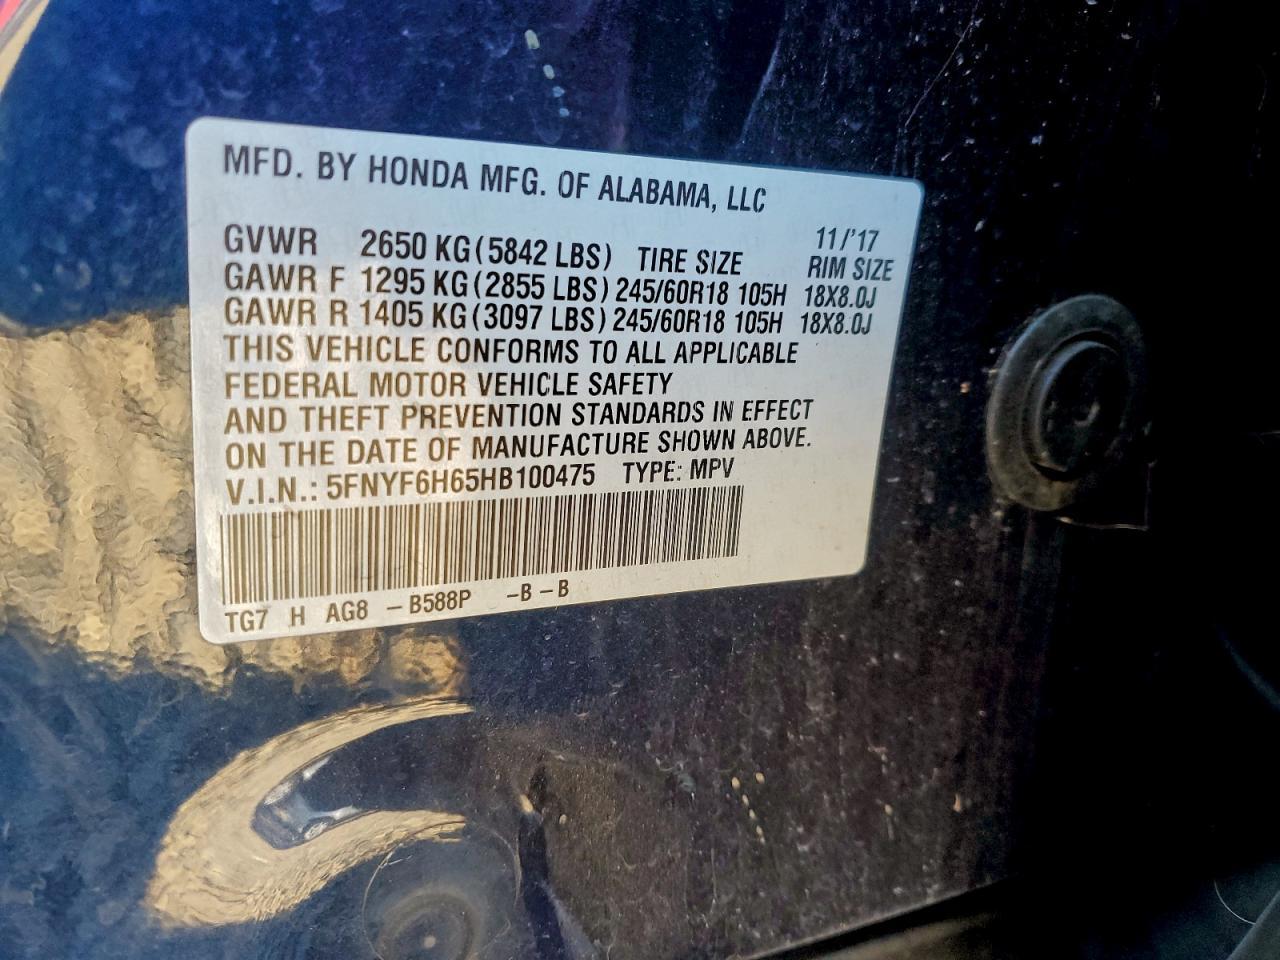 MFD. BY HONDA MFG. OF ALABAMA, LLC
11/'17
GVWR 2650 KG (5842 LBS) TIRE SIZE RIM SIZE
GAWR F 1295 KG (2855 LBS) 245/60R18 105H 18X8.0J
GAWR R 1405 KG (3097 LBS) 245/60R18 105H 18X8.0J
THIS VEHICLE CONFORMS TO ALL APPLICABLE
FEDERAL MOTOR VEHICLE SAFETY
AND THEFT PREVENTION STANDARDS IN EFFECT
ON THE DATE OF MANUFACTURE SHOWN ABOVE.
V.I.N.: 5FNYF6H65HB100475 TYPE: MPV
TG7 H AG8 – B588P –B – B